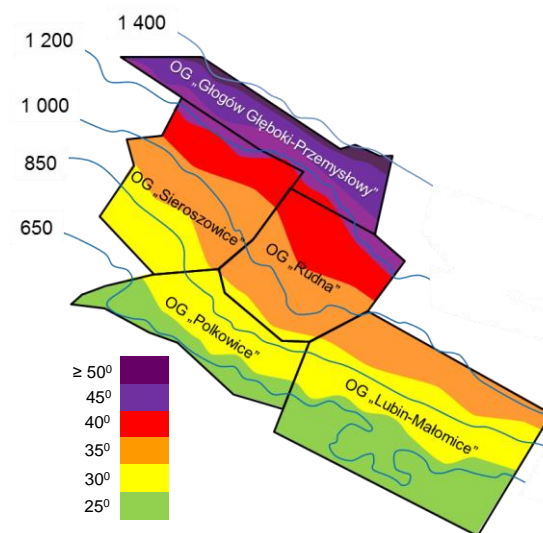 1 400
1 200
1 000
850
650
OG „Głogów Głęboki-Przemysłowy”
OG „Sieroszowice”
OG „Rudna”
OG „Polkowice”
OG „Lubin-Małomice”
≥ 50⁰
45⁰
40⁰
35⁰
30⁰
25⁰